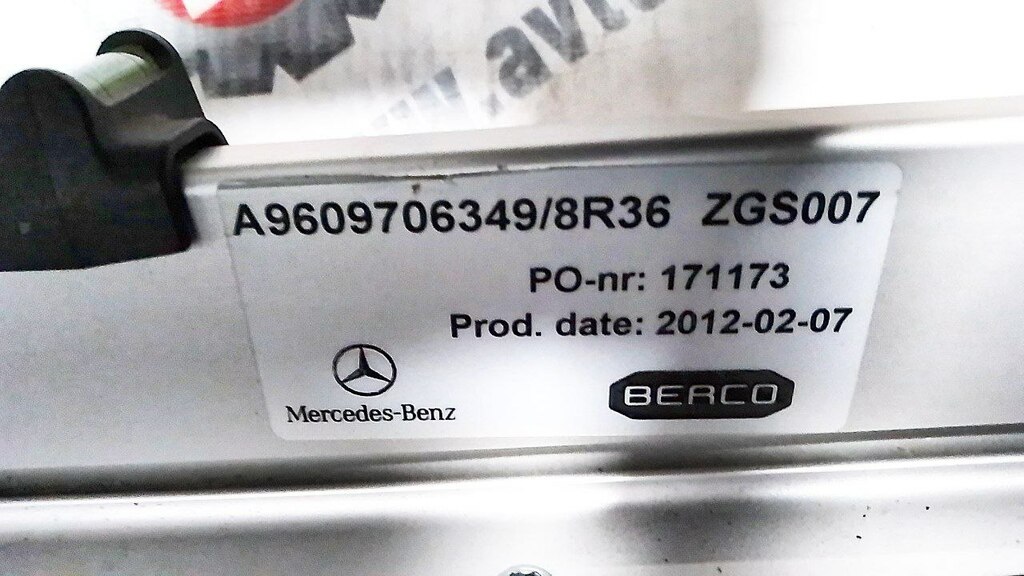 A9609706349/8R36 ZGS007
PO-nr: 171173
Prod. date: 2012-02-07
Mercedes-Benz
BERCO